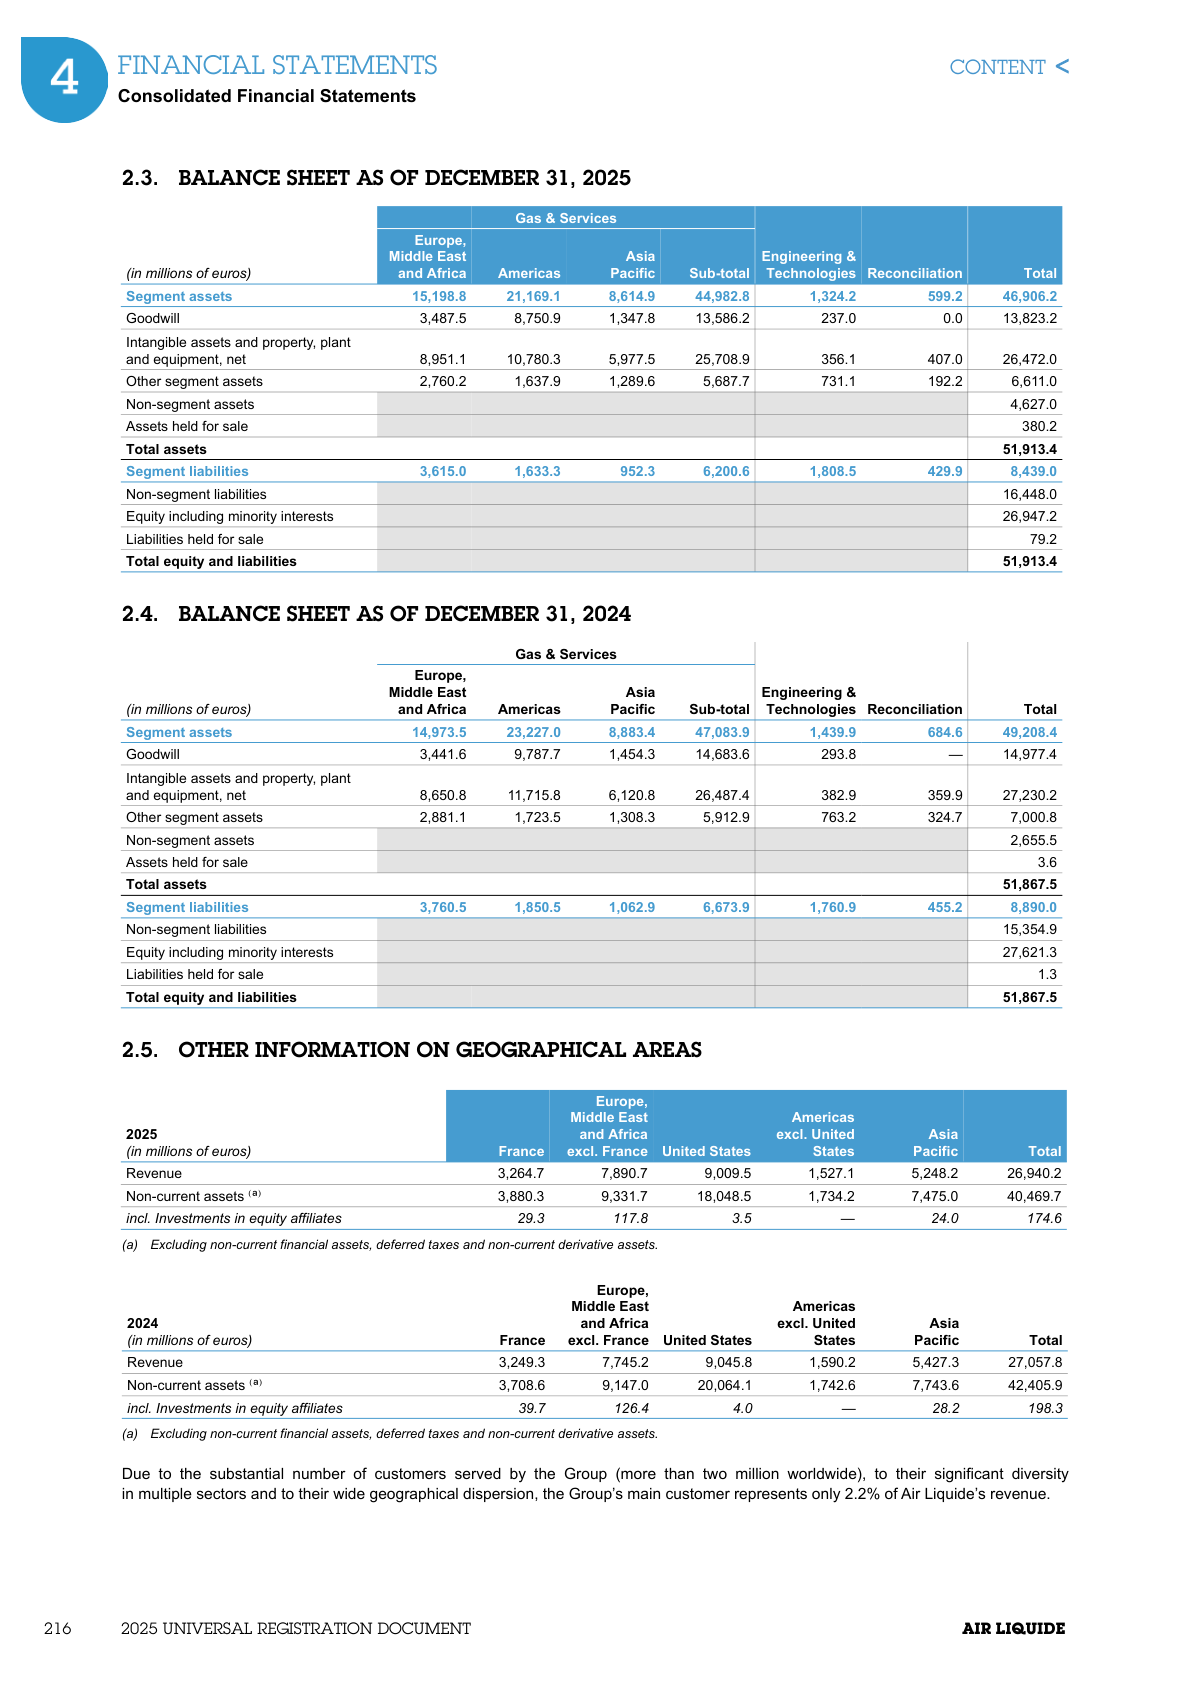 4
FINANCIAL STATEMENTS
CONTENT <
Consolidated Financial Statements
2.3. BALANCE SHEET AS OF DECEMBER 31, 2025
Gas & Services
(in millions of euros) Europe, Middle East and Africa Americas Asia Pacific Sub-total Engineering & Technologies Reconciliation Total
Segment assets 15,198.8 21,169.1 8,614.9 44,982.8 1,324.2 599.2 46,906.2
Goodwill 3,487.5 8,750.9 1,347.8 13,586.2 237.0 0.0 13,823.2
Intangible assets and property, plant
and equipment, net 8,951.1 10,780.3 5,977.5 25,708.9 356.1 407.0 26,472.0
Other segment assets 2,760.2 1,637.9 1,289.6 5,687.7 731.1 192.2 6,611.0
Non-segment assets 4,627.0
Assets held for sale 380.2
Total assets 51,913.4
Segment liabilities 3,615.0 1,633.3 952.3 6,200.6 1,808.5 429.9 8,439.0
Non-segment liabilities 16,448.0
Equity including minority interests 26,947.2
Liabilities held for sale 79.2
Total equity and liabilities 51,913.4
2.4. BALANCE SHEET AS OF DECEMBER 31, 2024
Gas & Services
(in millions of euros) Europe, Middle East and Africa Americas Asia Pacific Sub-total Engineering & Technologies Reconciliation Total
Segment assets 14,973.5 23,227.0 8,883.4 47,083.9 1,439.9 684.6 49,208.4
Goodwill 3,441.6 9,787.7 1,454.3 14,683.6 293.8 — 14,977.4
Intangible assets and property, plant
and equipment, net 8,650.8 11,715.8 6,120.8 26,487.4 382.9 359.9 27,230.2
Other segment assets 2,881.1 1,723.5 1,308.3 5,912.9 763.2 324.7 7,000.8
Non-segment assets 2,655.5
Assets held for sale 3.6
Total assets 51,867.5
Segment liabilities 3,760.5 1,850.5 1,062.9 6,673.9 1,760.9 455.2 8,890.0
Non-segment liabilities 15,354.9
Equity including minority interests 27,621.3
Liabilities held for sale 1.3
Total equity and liabilities 51,867.5
2.5. OTHER INFORMATION ON GEOGRAPHICAL AREAS
2025
(in millions of euros) France Europe, Middle East and Africa excl. France United States Americas excl. United States Asia Pacific Total
Revenue 3,264.7 7,890.7 9,009.5 1,527.1 5,248.2 26,940.2
Non-current assets (a) 3,880.3 9,331.7 18,048.5 1,734.2 7,475.0 40,469.7
incl. Investments in equity affiliates 29.3 117.8 3.5 — 24.0 174.6
(a) Excluding non-current financial assets, deferred taxes and non-current derivative assets.
2024
(in millions of euros) France Europe, Middle East and Africa excl. France United States Americas excl. United States Asia Pacific Total
Revenue 3,249.3 7,745.2 9,045.8 1,590.2 5,427.3 27,057.8
Non-current assets (a) 3,708.6 9,147.0 20,064.1 1,742.6 7,743.6 42,405.9
incl. Investments in equity affiliates 39.7 126.4 4.0 — 28.2 198.3
(a) Excluding non-current financial assets, deferred taxes and non-current derivative assets.
Due to the substantial number of customers served by the Group (more than two million worldwide), to their significant diversity
in multiple sectors and to their wide geographical dispersion, the Group's main customer represents only 2.2% of Air Liquide's revenue.
216 2025 UNIVERSAL REGISTRATION DOCUMENT AIR LIQUIDE